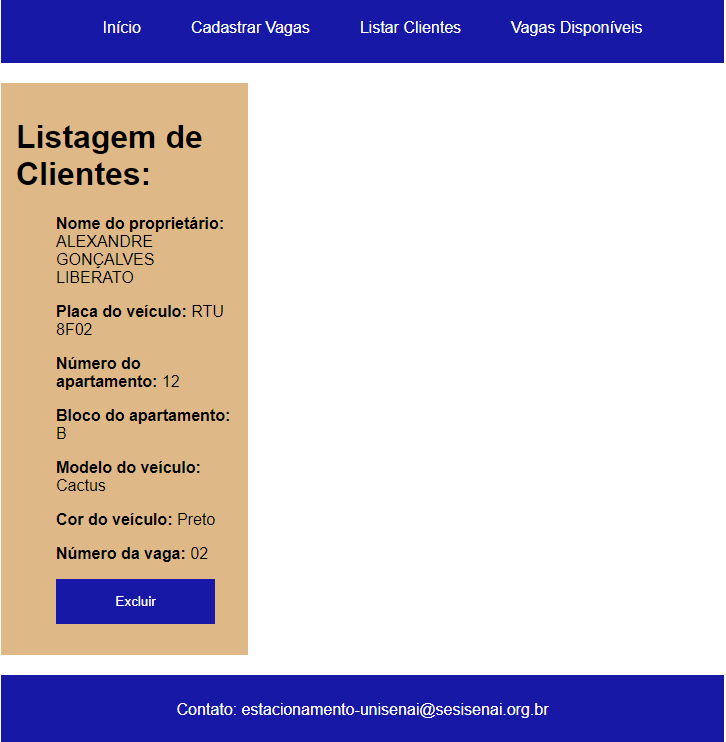 Início Cadastrar Vagas Listar Clientes Vagas Disponíveis
Listagem de
Clientes:
Nome do proprietário:
ALEXANDRE
GONÇALVES
LIBERATO
Placa do veículo: RTU
8F02
Número do
apartamento: 12
Bloco do apartamento:
B
Modelo do veículo:
Cactus
Cor do veículo: Preto
Número da vaga: 02
Excluir
Contato: estacionamento-unisenai@sesisenai.org.br